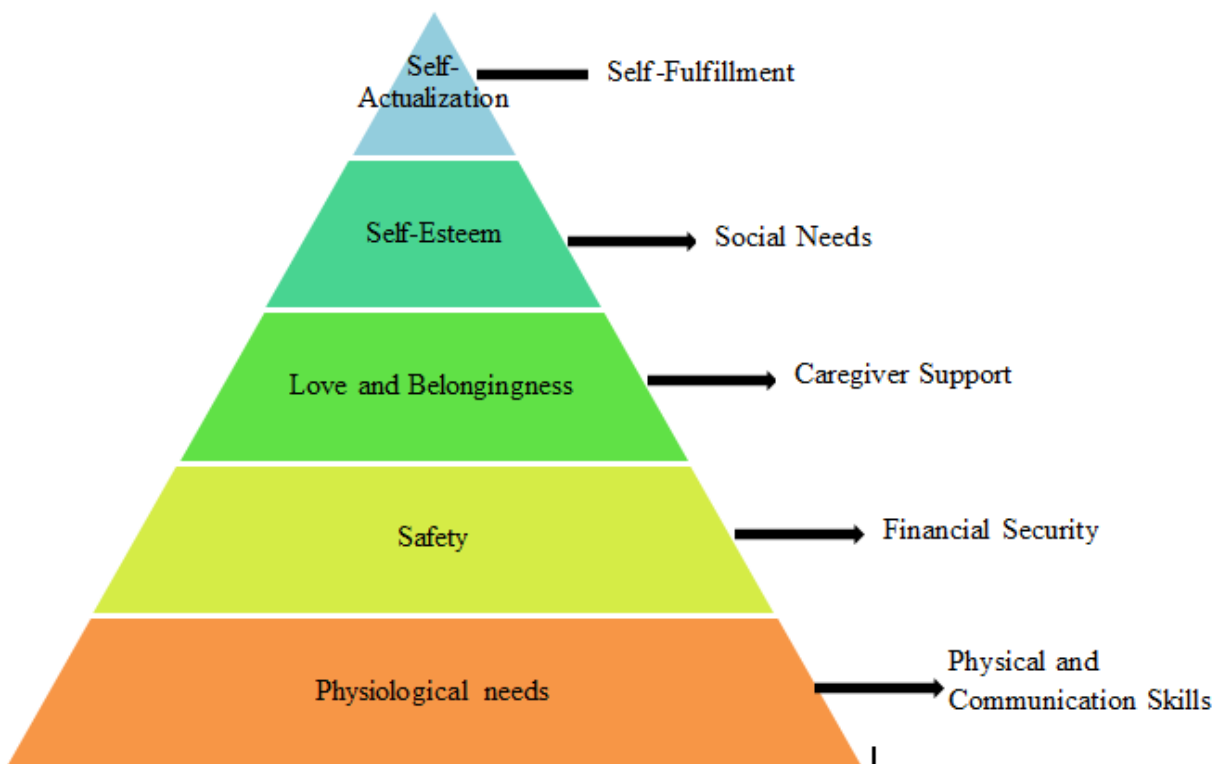 Self-
Actualization
Self-Fulfillment
Self-Esteem
Social Needs
Love and Belongingness
Caregiver Support
Safety
Financial Security
Physiological needs
Physical and
Communication Skills